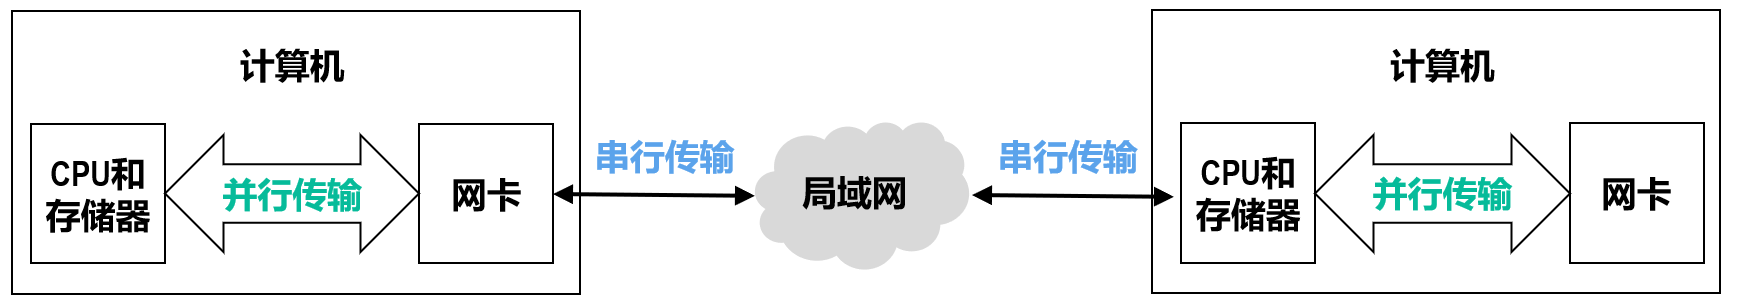 计算机
CPU和
存储器
并行传输
网卡
串行传输
局域网
串行传输
计算机
CPU和
存储器
并行传输
网卡